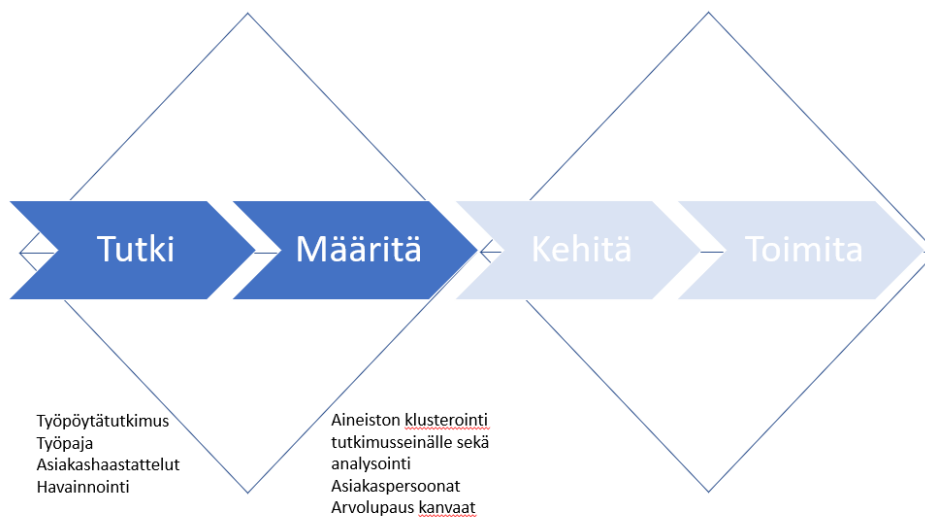 Tutki
Määritä
Kehitä
Toimita
Työpöytätutkimus
Työpaja
Asiakashaastattelut
Havainnointi
Aineiston klusterointi
tutkimusseinälle sekä
analysointi
Asiakaspersoonat
Arvolupaus kanvaat